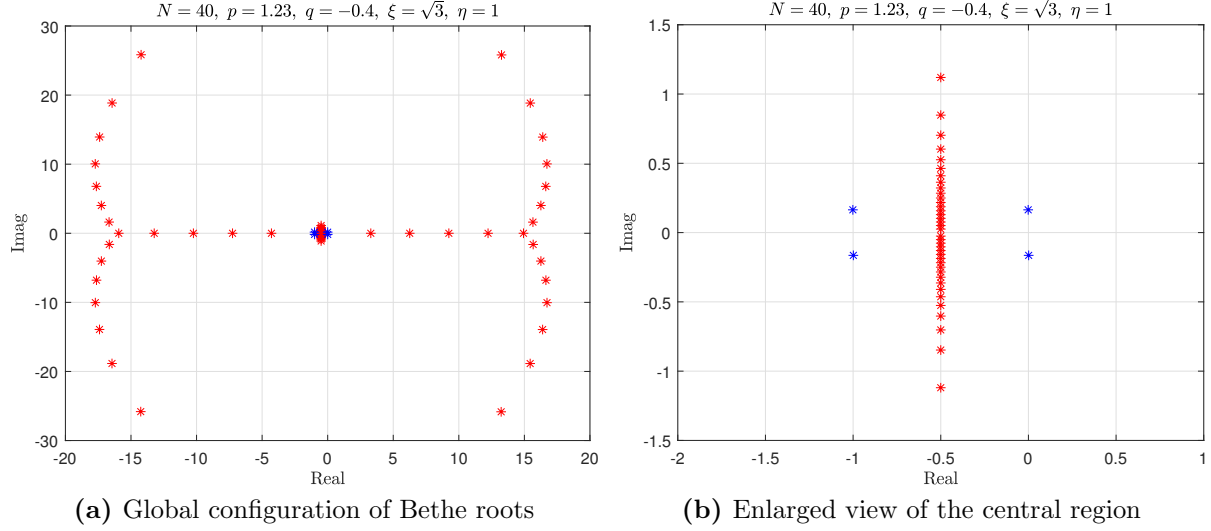 N = 40, p = 1.23, q = −0.4, ξ = √3, η = 1
30
20
10
0
-10
-20
-30
Imag
-20 -15 -10 -5 0 5 10 15 20
Real
(a) Global configuration of Bethe roots
N = 40, p = 1.23, q = −0.4, ξ = √3, η = 1
1.5
1
0.5
0
-0.5
-1
-1.5
Imag
-2 -1.5 -1 -0.5 0 0.5 1
Real
(b) Enlarged view of the central region